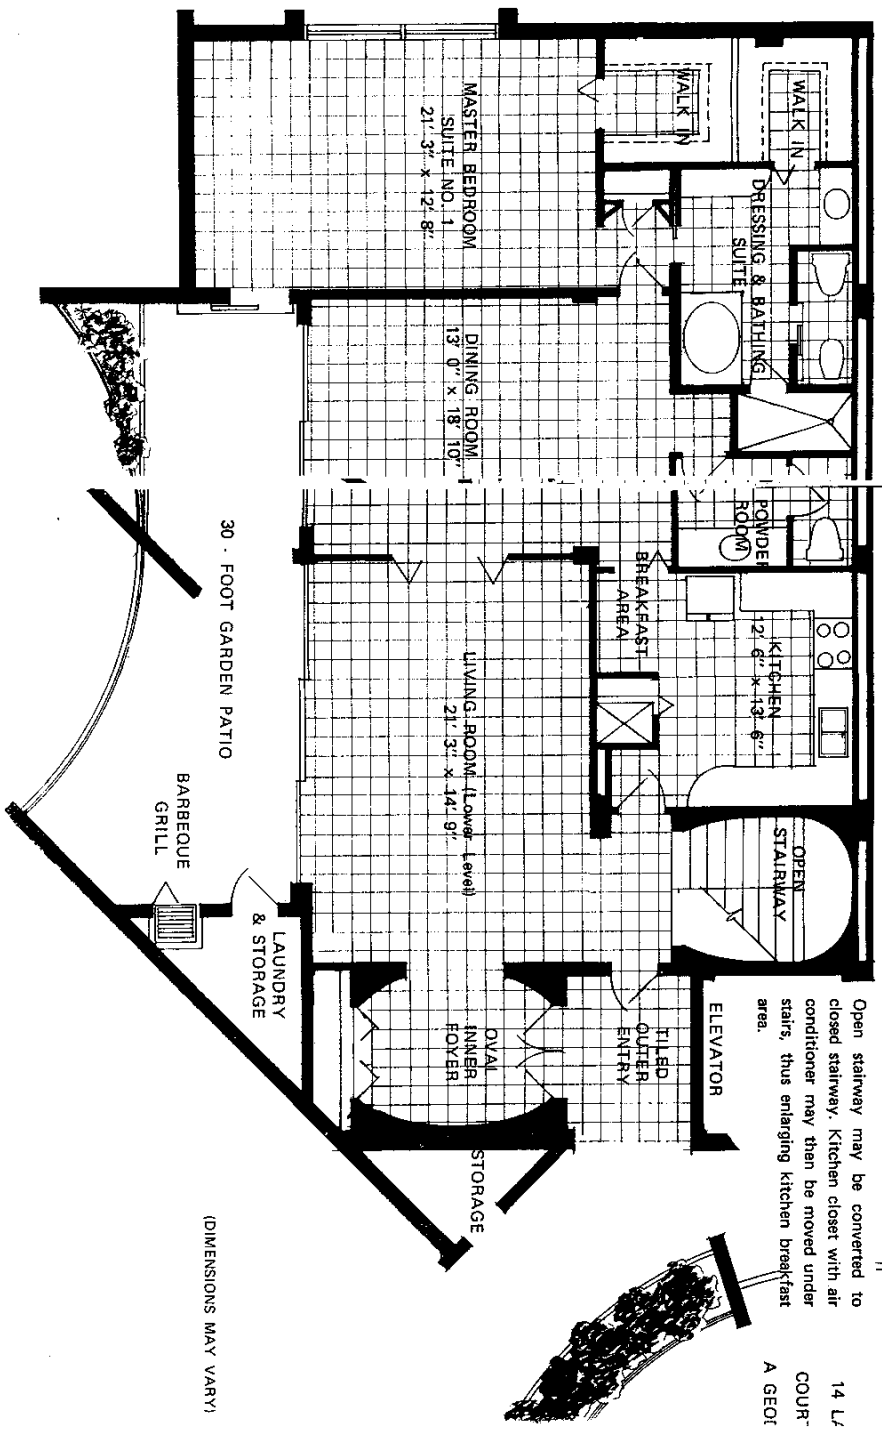 WALK IN
WALK IN
MASTER BEDROOM
SUITE NO. 1
21' 3" x 12' 8"
DRESSING & BATHING
SUITE
DINING ROOM
13' 0" x 18' 10"
POWDER
ROOM
30 - FOOT GARDEN PATIO
BREAKFAST
AREA
KITCHEN
12' 6" x 13' 6"
LIVING ROOM (Lower Level)
21' 3" x 14' 9"
BARBEQUE
GRILL
OPEN
STAIRWAY
LAUNDRY
& STORAGE
OVAL
INNER
FOYER
TILED
OUTER
ENTRY
ELEVATOR
STORAGE
Open stairway may be converted to
closed stairway. Kitchen closet with air
conditioner may then be moved under
stairs, thus enlarging kitchen breakfast
area.
(DIMENSIONS MAY VARY)
14
COUR
A